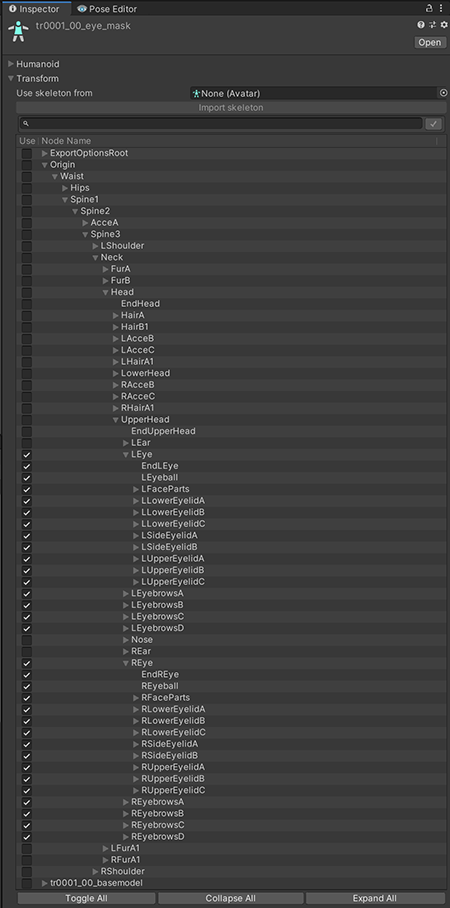 Inspector Pose Editor
tr0001_00_eye_mask
Open
Humanoid
Transform
Use skeleton from None (Avatar)
Import skeleton
Use Node Name
ExportOptionsRoot
Origin
Waist
Hips
Spine1
Spine2
AcceA
Spine3
LShoulder
Neck
FurA
FurB
Head
EndHead
HairA
HairB1
LAcceB
LAcceC
LHairA1
LowerHead
RAcceB
RAcceC
RHairA1
UpperHead
EndUpperHead
LEar
LEye
EndLEye
LEyeball
LFaceParts
LLowerEyelidA
LLowerEyelidB
LLowerEyelidC
LSideEyelidA
LSideEyelidB
LUpperEyelidA
LUpperEyelidB
LUpperEyelidC
LEyebrowsA
LEyebrowsB
LEyebrowsC
LEyebrowsD
Nose
REar
REye
EndREye
REyeball
RFaceParts
RLowerEyelidA
RLowerEyelidB
RLowerEyelidC
RSideEyelidA
RSideEyelidB
RUpperEyelidA
RUpperEyelidB
RUpperEyelidC
REyebrowsA
REyebrowsB
REyebrowsC
REyebrowsD
LFurA1
RFurA1
RShoulder
tr0001_00_basemodel
Toggle All Collapse All Expand All